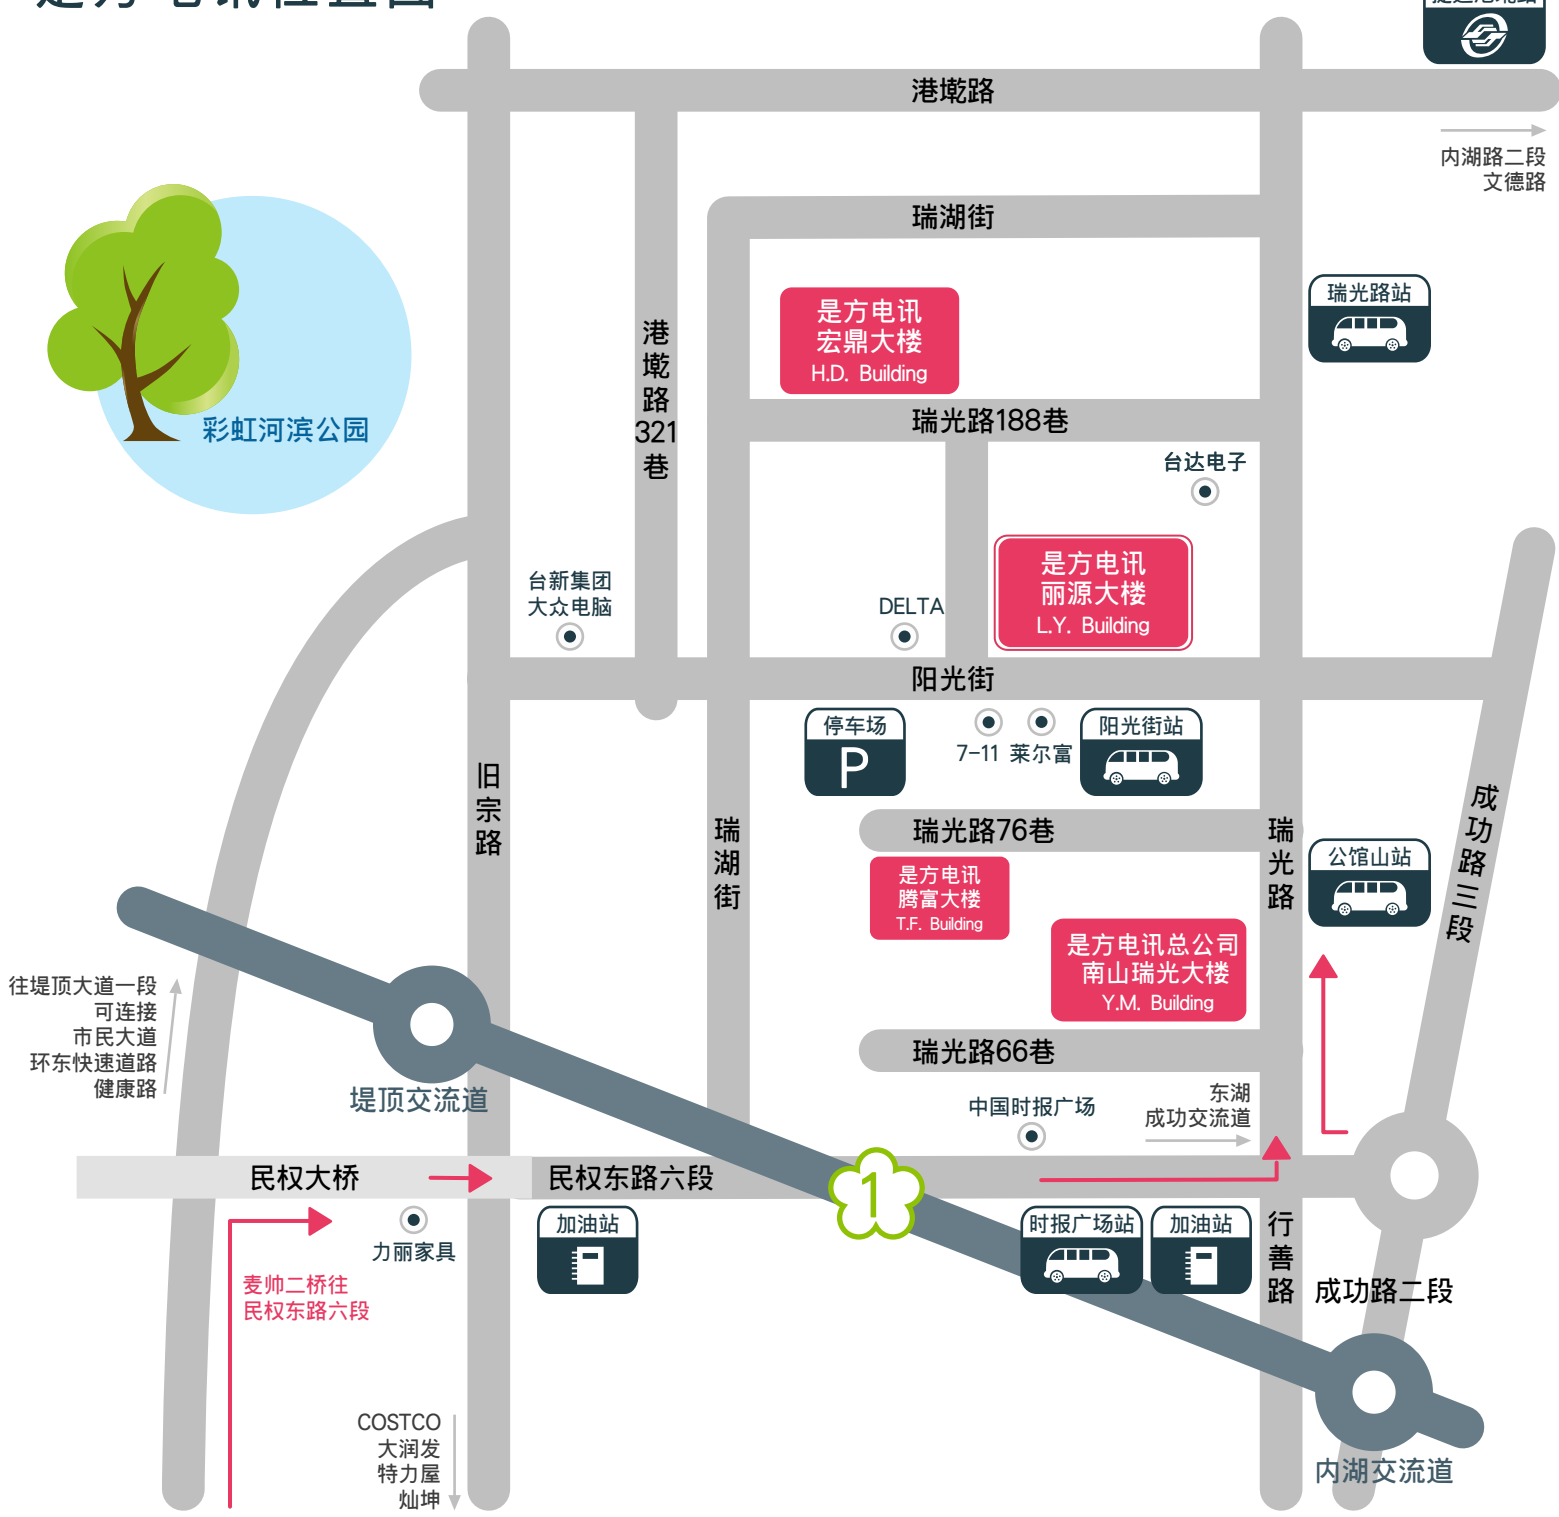 港墘路
内湖路二段
文德路
瑞湖街
瑞光路站
是方电讯
宏鼎大楼
H.D. Building
港墘路321巷
彩虹河滨公园
瑞光路188巷
台达电子
是方电讯
丽源大楼
L.Y. Building
台新集团
大众电脑
DELTA
阳光街
停车场
P
7-11
莱尔富
阳光街站
旧宗路
瑞湖街
瑞光路76巷
瑞光路
成功路三段
公馆山站
是方电讯
腾富大楼
T.F. Building
是方电讯总公司
南山瑞光大楼
Y.M. Building
往堤顶大道一段
可连接
市民大道
环东快速道路
健康路
堤顶交流道
瑞光路66巷
中国时报广场
东湖
成功交流道
民权大桥
民权东路六段
1
力丽家具
加油站
时报广场站
加油站
行善路
成功路二段
麦帅二桥往
民权东路六段
COSTCO
大润发
特力屋
灿坤
内湖交流道